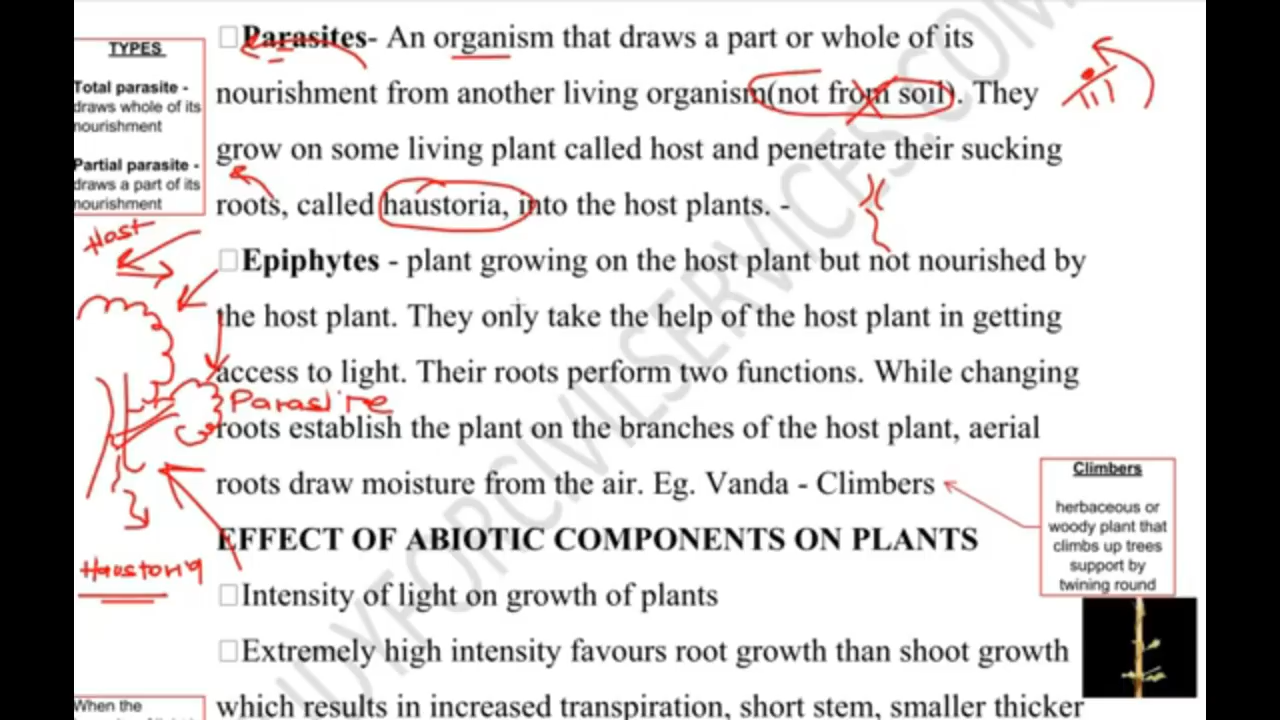 TYPES
Total parasite -
draws whole of its
nourishment
Partial parasite -
draws a part of its
nourishment
Parasites- An organism that draws a part or whole of its
nourishment from another living organism(not from soil). They
grow on some living plant called host and penetrate their sucking
roots, called haustoria, into the host plants. -
Host
Epiphytes - plant growing on the host plant but not nourished by
the host plant. They only take the help of the host plant in getting
access to light. Their roots perform two functions. While changing
Parasite
roots establish the plant on the branches of the host plant, aerial
roots draw moisture from the air. Eg. Vanda - Climbers
Haustoria
Climbers
herbaceous or
woody plant that
climbs up trees
support by
twining round
EFFECT OF ABIOTIC COMPONENTS ON PLANTS
Intensity of light on growth of plants
Extremely high intensity favours root growth than shoot growth
which results in increased transpiration, short stem, smaller thicker
When the